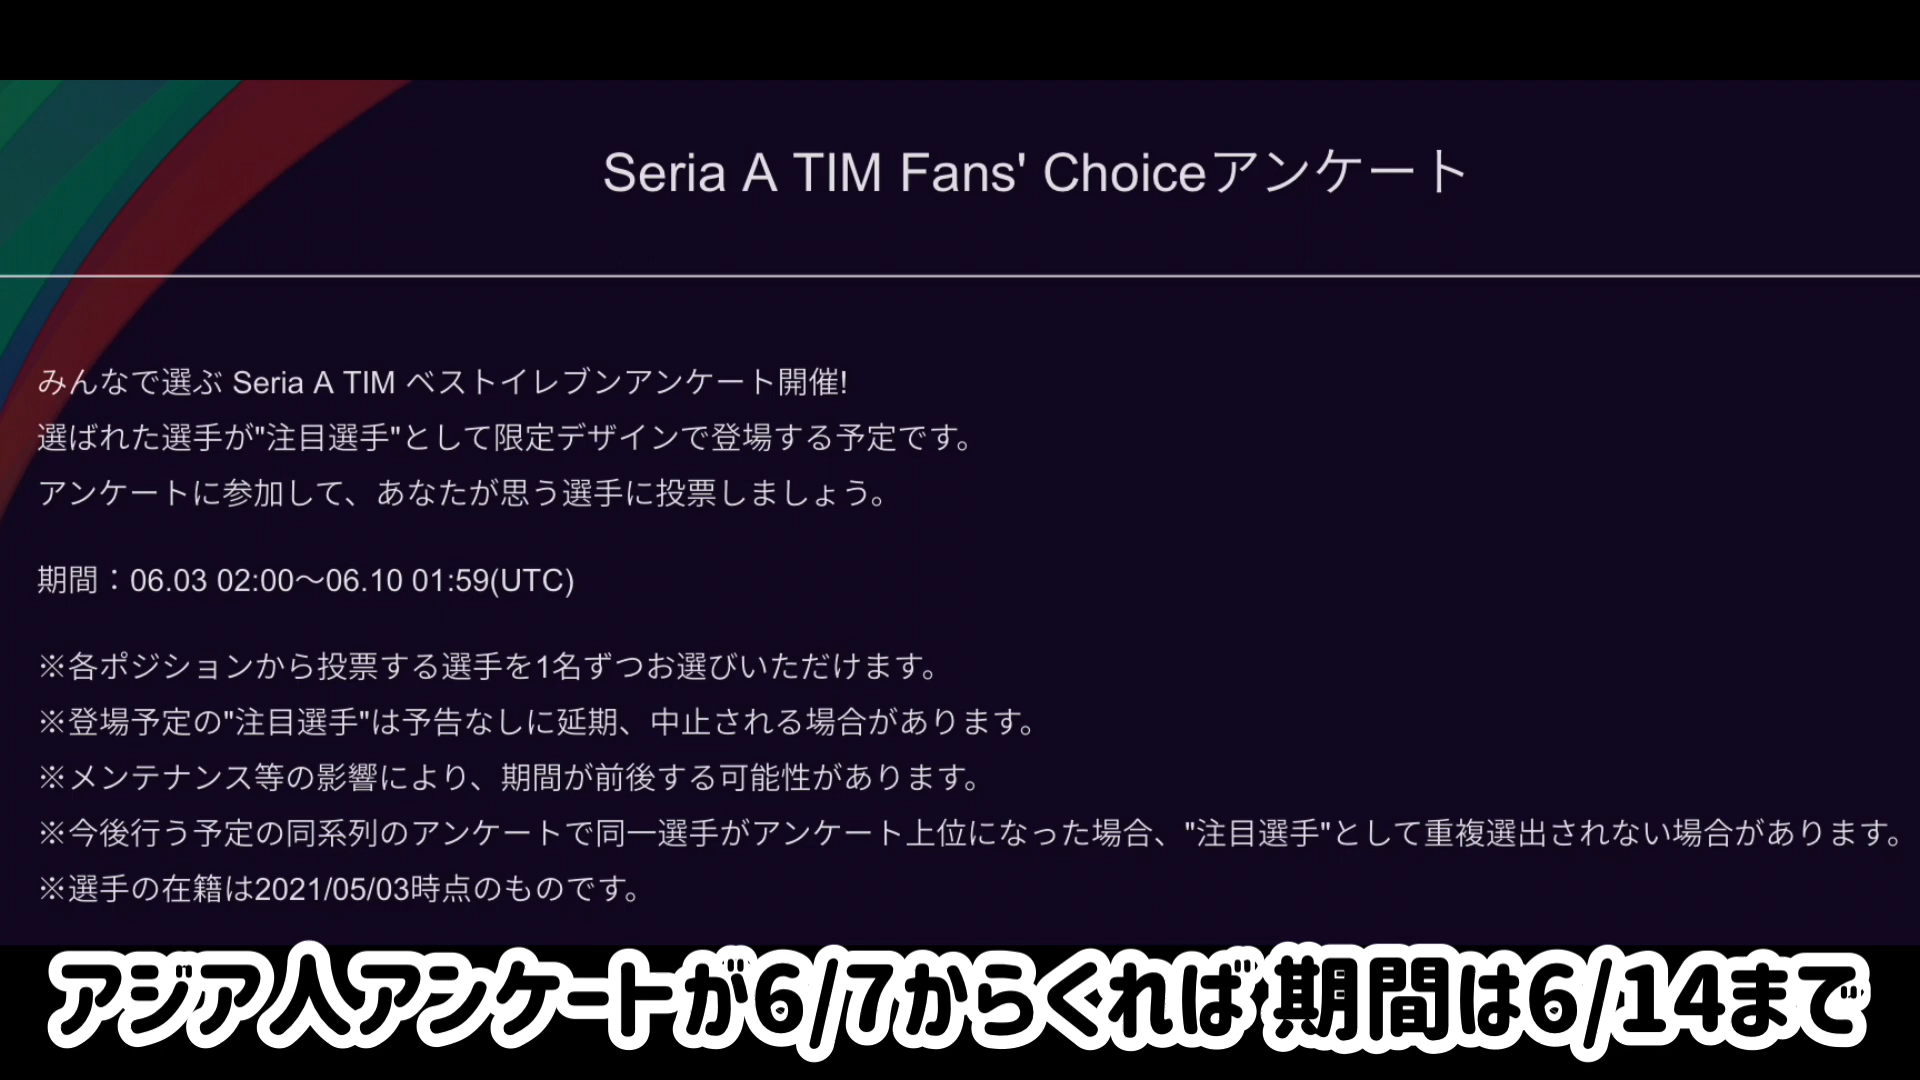 Seria A TIM Fans' Choiceアンケート
みんなで選ぶ Seria A TIM ベストイレブンアンケート開催!
選ばれた選手が"注目選手"として限定デザインで登場する予定です。
アンケートに参加して、あなたが思う選手に投票しましょう。
期間：06.03 02:00～06.10 01:59(UTC)
※各ポジションから投票する選手を1名ずつお選びいただけます。
※登場予定の"注目選手"は予告なしに延期、中止される場合があります。
※メンテナンス等の影響により、期間が前後する可能性があります。
※今後行う予定の同系列のアンケートで同一選手がアンケート上位になった場合、"注目選手"として重複選出されない場合があります。
※選手の在籍は2021/05/03時点のものです。
アジア人アンケートが6/7からくれば 期間は6/14まで